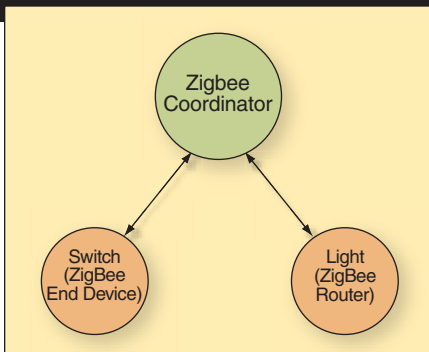 Zigbee
Coordinator
Switch
(ZigBee
End Device)
Light
(ZigBee
Router)